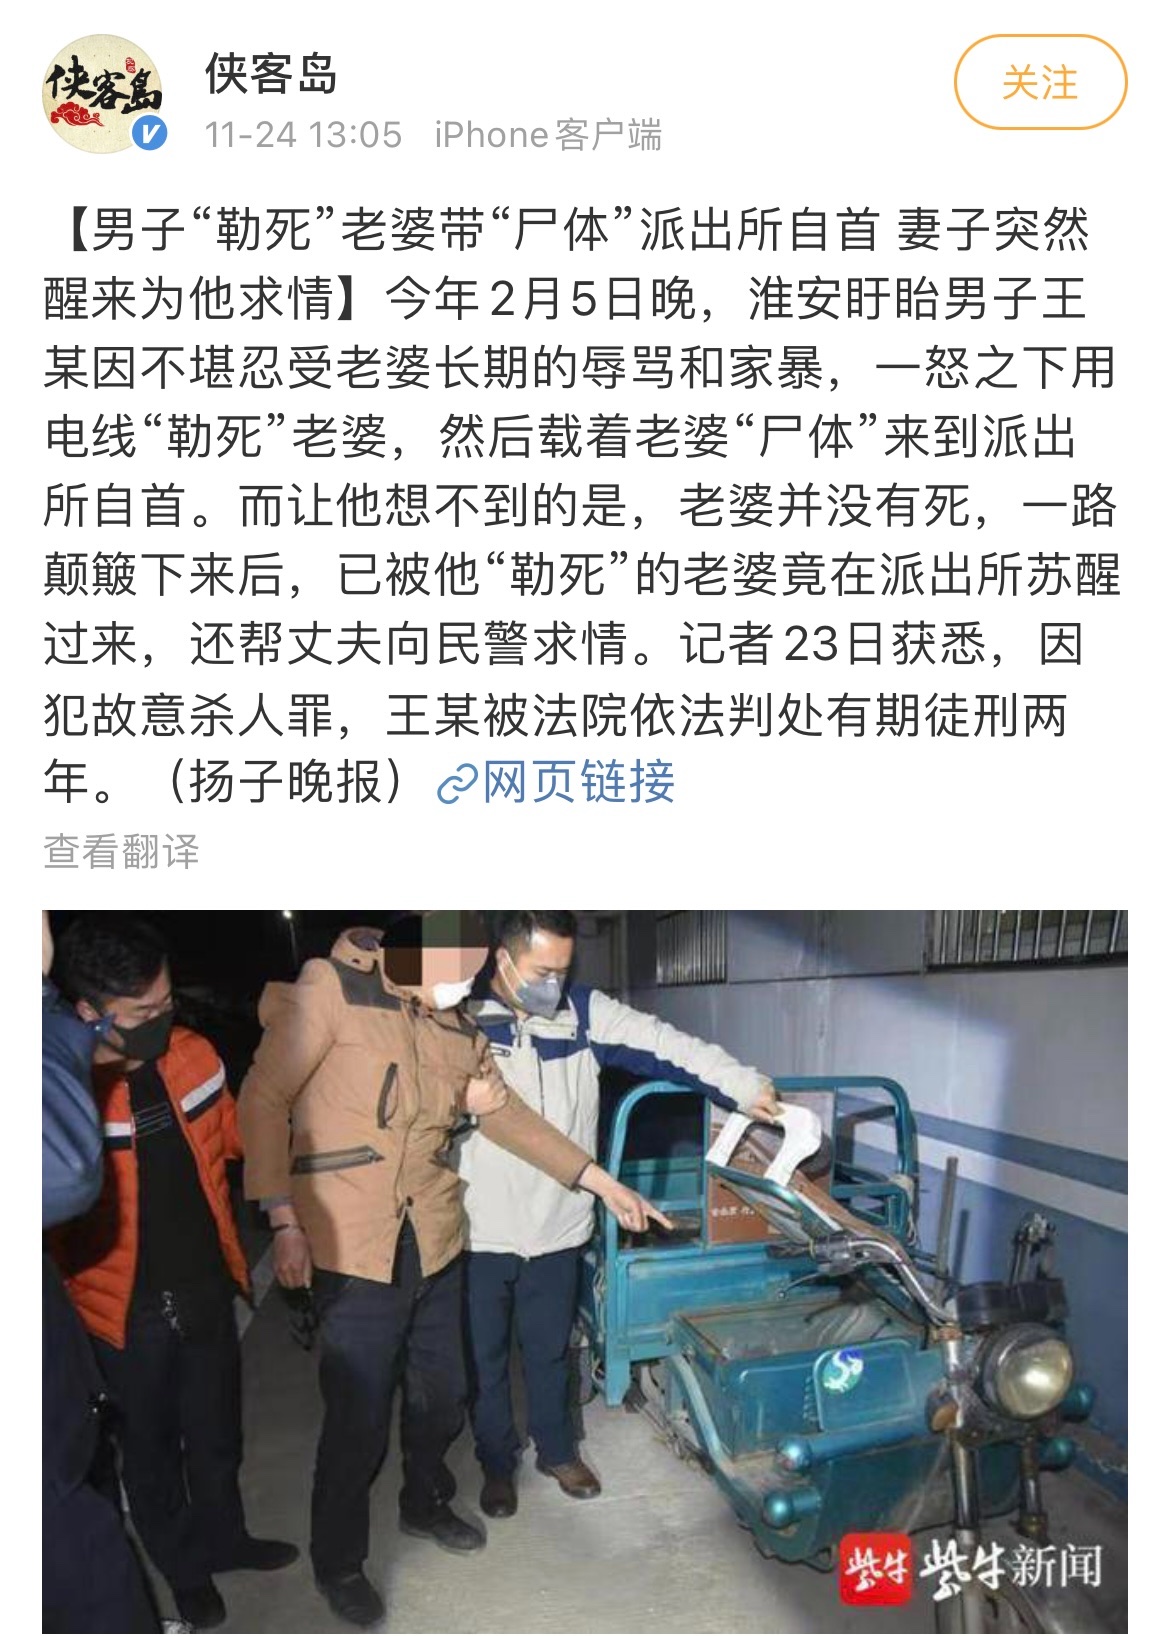 侠客岛
侠客岛
11-24 13:05 iPhone客户端
关注
【男子“勒死”老婆带“尸体”派出所自首 妻子突然
醒来为他求情】今年2月5日晚，淮安盱眙男子王
某因不堪忍受老婆长期的辱骂和家暴，一怒之下用
电线“勒死”老婆，然后载着老婆“尸体”来到派出
所自首。而让他想不到的是，老婆并没有死，一路
颠簸下来后，已被他“勒死”的老婆竟在派出所苏醒
过来，还帮丈夫向民警求情。记者23日获悉，因
犯故意杀人罪，王某被法院依法判处有期徒刑两
年。（扬子晚报）网页链接
查看翻译
紫牛 紫牛新闻